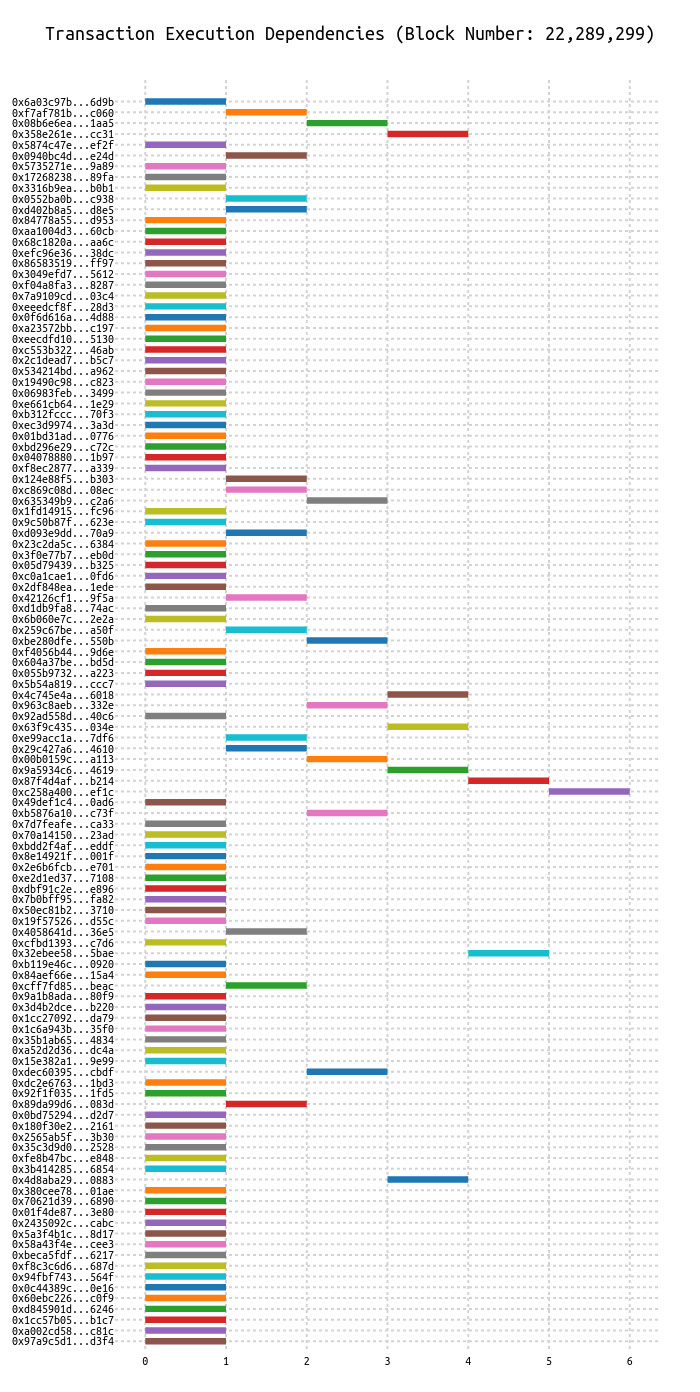 Transaction Execution Dependencies (Block Number: 22,289,299)
0x6a03c97b...6d9b
0xf7af781b...c060
0x08b6e6ea...1aa5
0x358e261e...cc31
0x5874c47e...ef2f
0x0940bc4d...e24d
0x5735271e...9a89
0x17268238...89fa
0x3316b9ea...b0b1
0x0552ba0b...c938
0xd402b8a5...d8e5
0x84778a55...d953
0xaa1004d3...60cb
0x68c1820a...aa6c
0xefc96e36...38dc
0x86583519...ff97
0x3049efd7...5612
0xf04a8fa3...8287
0x7a9109cd...03c4
0xeeedcf8f...28d3
0x0f6d616a...4d88
0xa23572bb...c197
0xeecdfd10...5130
0xc553b322...46ab
0x2c1dead7...b5c7
0x534214bd...a962
0x19490c98...c823
0x06983feb...3499
0xe661cb64...1e29
0xb312fccc...70f3
0xec3d9974...3a3d
0x01bd31ad...0776
0xbd296e29...c72c
0x04078880...1b97
0xf8ec2877...a339
0x124e88f5...b303
0xc869c08d...08ec
0x635349b9...c2a6
0x1fd14915...fc96
0x9c50b87f...623e
0xd093e9dd...70a9
0x23c2da5c...6384
0x3f0e77b7...eb0d
0x05d79439...b325
0xc0a1cae1...0fd6
0x2df848ea...1ede
0x42126cf1...9f5a
0xd1db9fa8...74ac
0x6b060e7c...2e2a
0x259c67be...a50f
0xbe280dfe...550b
0xf4056b44...9d6e
0x604a37be...bd5d
0x055b9732...a223
0x5b54a819...ccc7
0x4c745e4a...6018
0x963c8aeb...332e
0x92ad558d...40c6
0x63f9c435...034e
0xe99acc1a...7df6
0x29c427a6...4610
0x00b0159c...a113
0x9a5934c6...4619
0x87f4d4af...b214
0xc258a400...ef1c
0x49def1c4...0ad6
0xb5876a10...c73f
0x7d7feafe...ca33
0x70a14150...23ad
0xbdd2f4af...eddf
0x8e14921f...001f
0x2e6b6fcb...e701
0xe2d1ed37...7108
0xdbf91c2e...e896
0x7b0bff95...fa82
0x50ec81b2...3710
0x19f57526...d55c
0x4058641d...36e5
0xcfbd1393...c7d6
0x32ebee58...5bae
0xb119e46c...0920
0x84aef66e...15a4
0xcff7fd85...beac
0x9a1b8ada...80f9
0x3d4b2dce...b220
0x1cc27092...da79
0x1c6a943b...35f0
0x35b1ab65...4834
0xa52d2d36...dc4a
0x15e382a1...9e99
0xdec60395...cbdf
0xdc2e6763...1bd3
0x92f1f035...1fd5
0x89da99d6...083d
0x0bd75294...d2d7
0x180f30e2...2161
0x2565ab5f...3b30
0x35c3d9d0...2528
0xfe8b47bc...e848
0x3b414285...6854
0x4d8aba29...0883
0x380cee78...01ae
0x70621d39...6890
0x01f4de87...3e80
0x2435092c...cabc
0x5a3f4b1c...8d17
0x58a43f4e...cee3
0xbeca5fdf...6217
0xf8c3c6d6...687d
0x94fbf743...564f
0x0c44389c...0e16
0x60ebc226...c0f9
0xd845901d...6246
0x1cc57b05...b1c7
0xa002cd58...c81c
0x97a9c5d1...d3f4
0 1 2 3 4 5 6